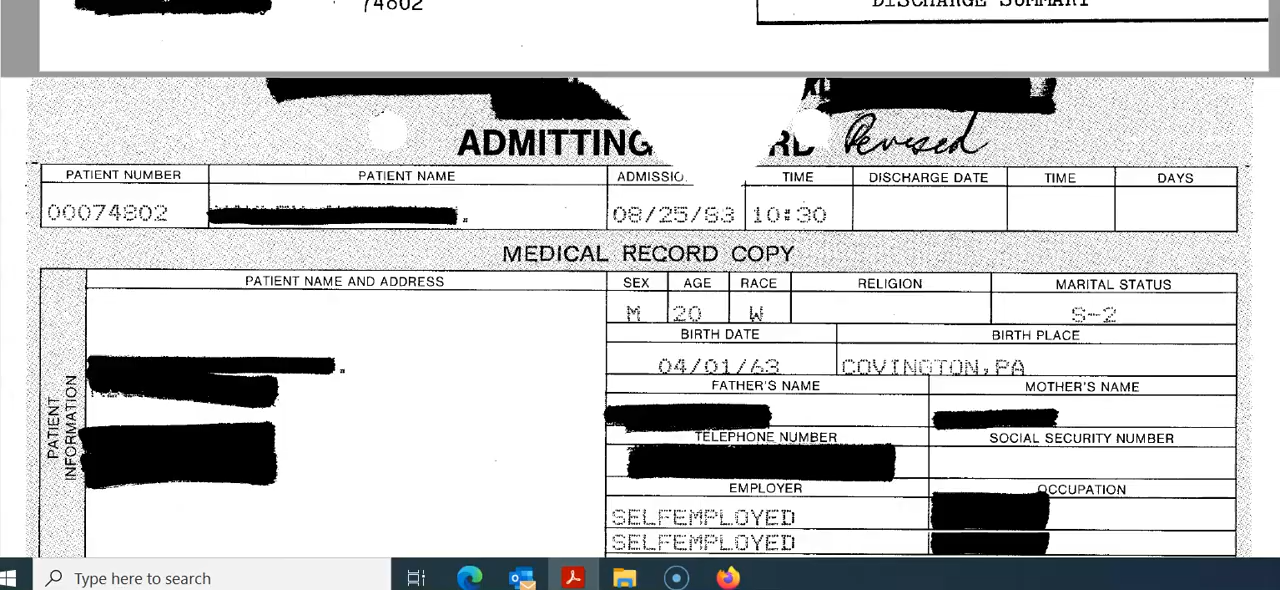 74802
DISCHARGE SUMMARY
ADMITTING RD Revised
PATIENT NUMBER PATIENT NAME ADMISSIO TIME DISCHARGE DATE TIME DAYS
00074802 08/25/83 10:30
MEDICAL RECORD COPY
PATIENT NAME AND ADDRESS SEX AGE RACE RELIGION MARITAL STATUS
M 20 W S-2
BIRTH DATE BIRTH PLACE
04/01/63 COVINGTON, PA
FATHER'S NAME MOTHER'S NAME
TELEPHONE NUMBER SOCIAL SECURITY NUMBER
PATIENT INFORMATION
EMPLOYER OCCUPATION
SELFEMPLOYED
SELFEMPLOYED
Type here to search